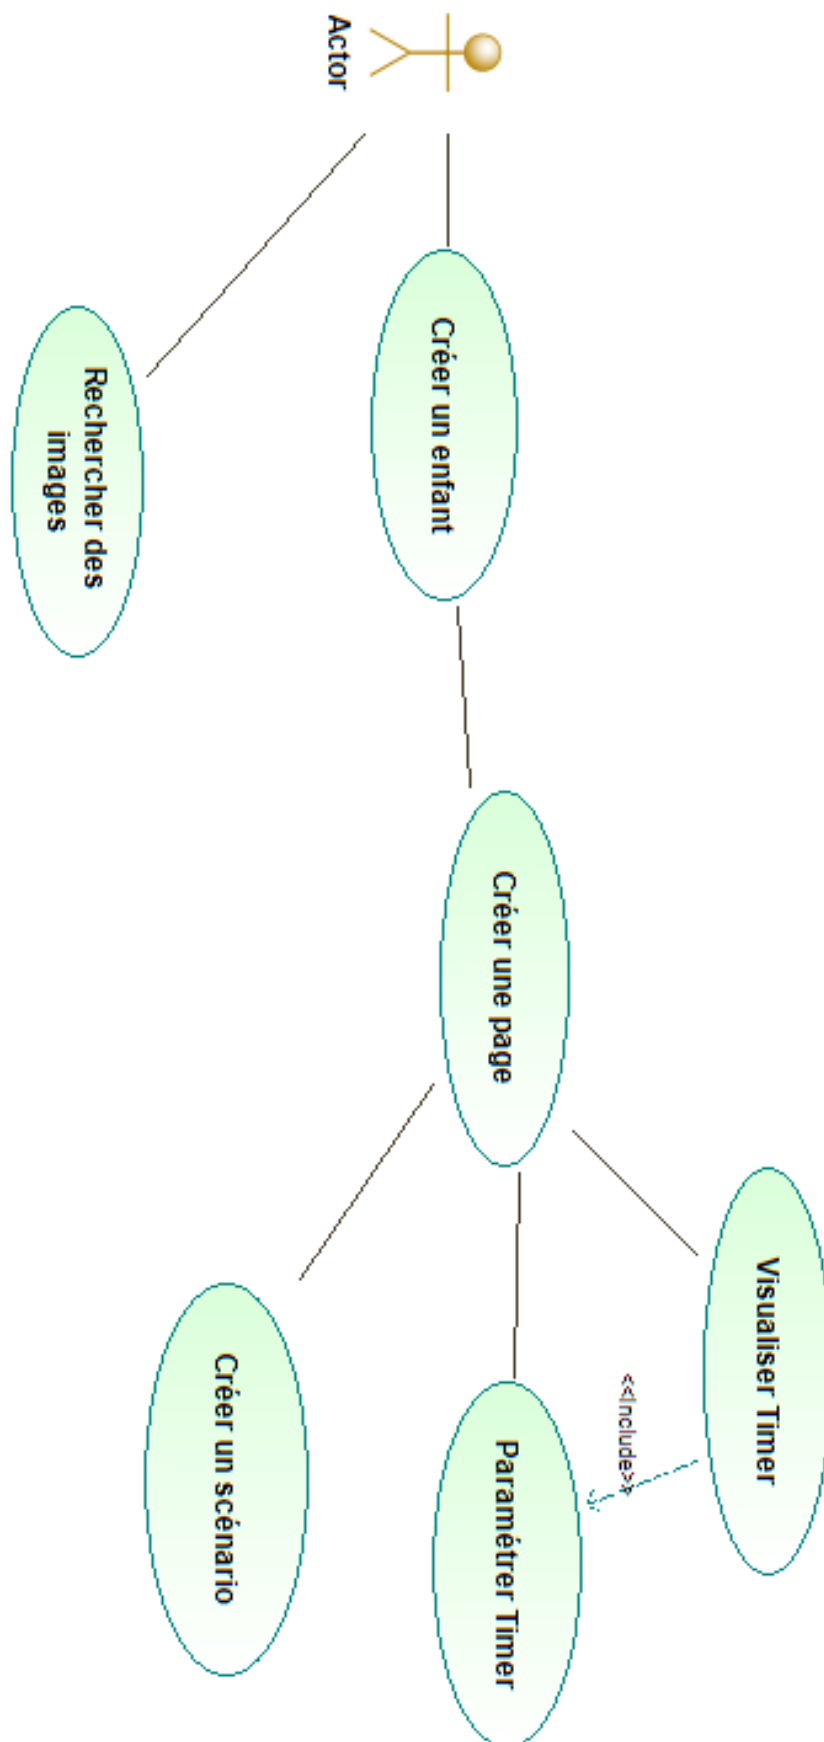 Actor
Créer un enfant
Rechercher des
images
Créer une page
Visualiser Timer
<<Include>>
Paramétrer Timer
Créer un scénario